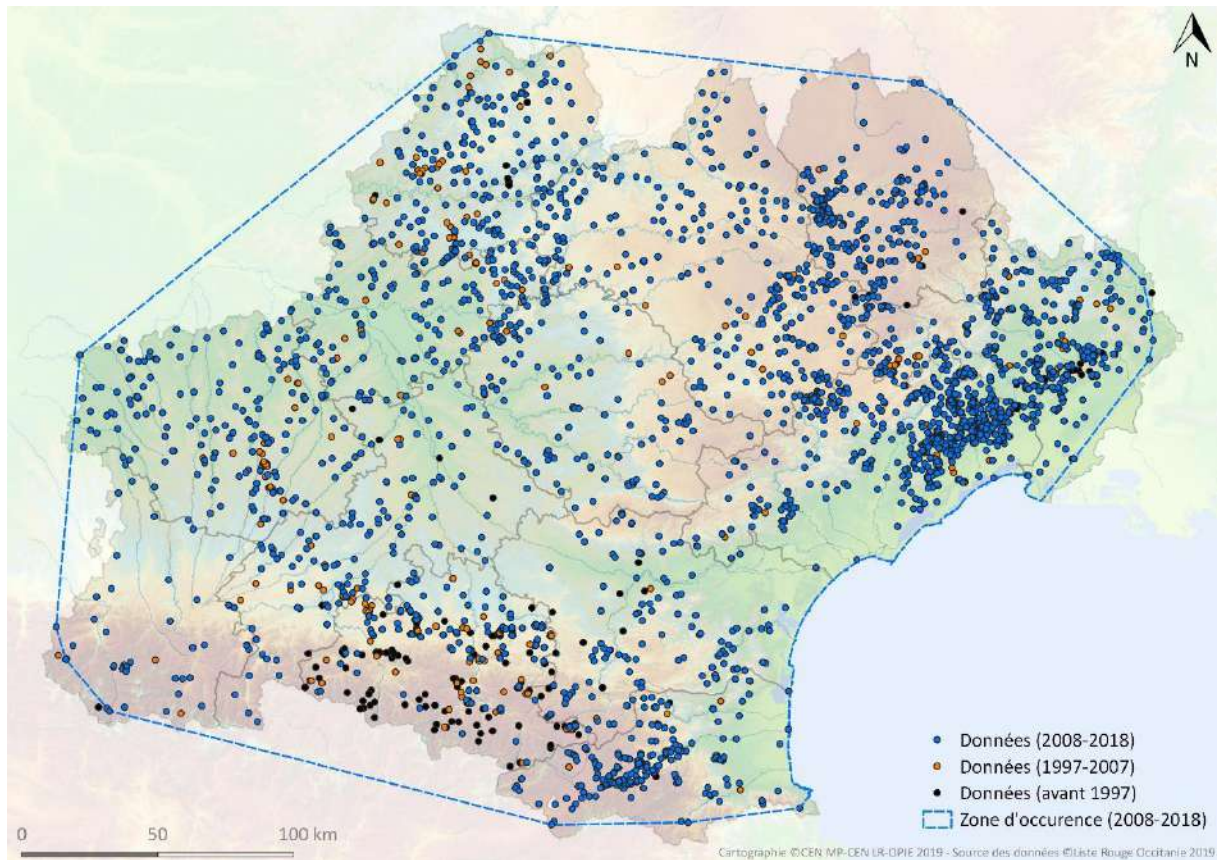 N
Données (2008-2018)
Données (1997-2007)
Données (avant 1997)
Zone d'occurence (2008-2018)
0 50 100 km
Cartographie ©CEN MP-CEN LR-OPIE 2019 - Source des données ©Liste Rouge Occitanie 2019